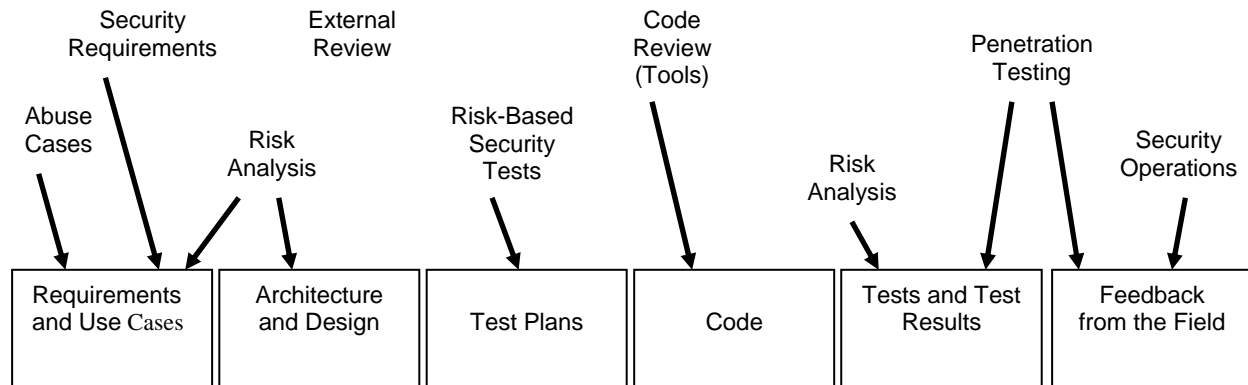 Security
Requirements
External
Review
Code
Review
(Tools)
Penetration
Testing
Abuse
Cases
Risk
Analysis
Risk-Based
Security
Tests
Risk
Analysis
Security
Operations
Requirements
and Use Cases
Architecture
and Design
Test Plans
Code
Tests and Test
Results
Feedback
from the Field